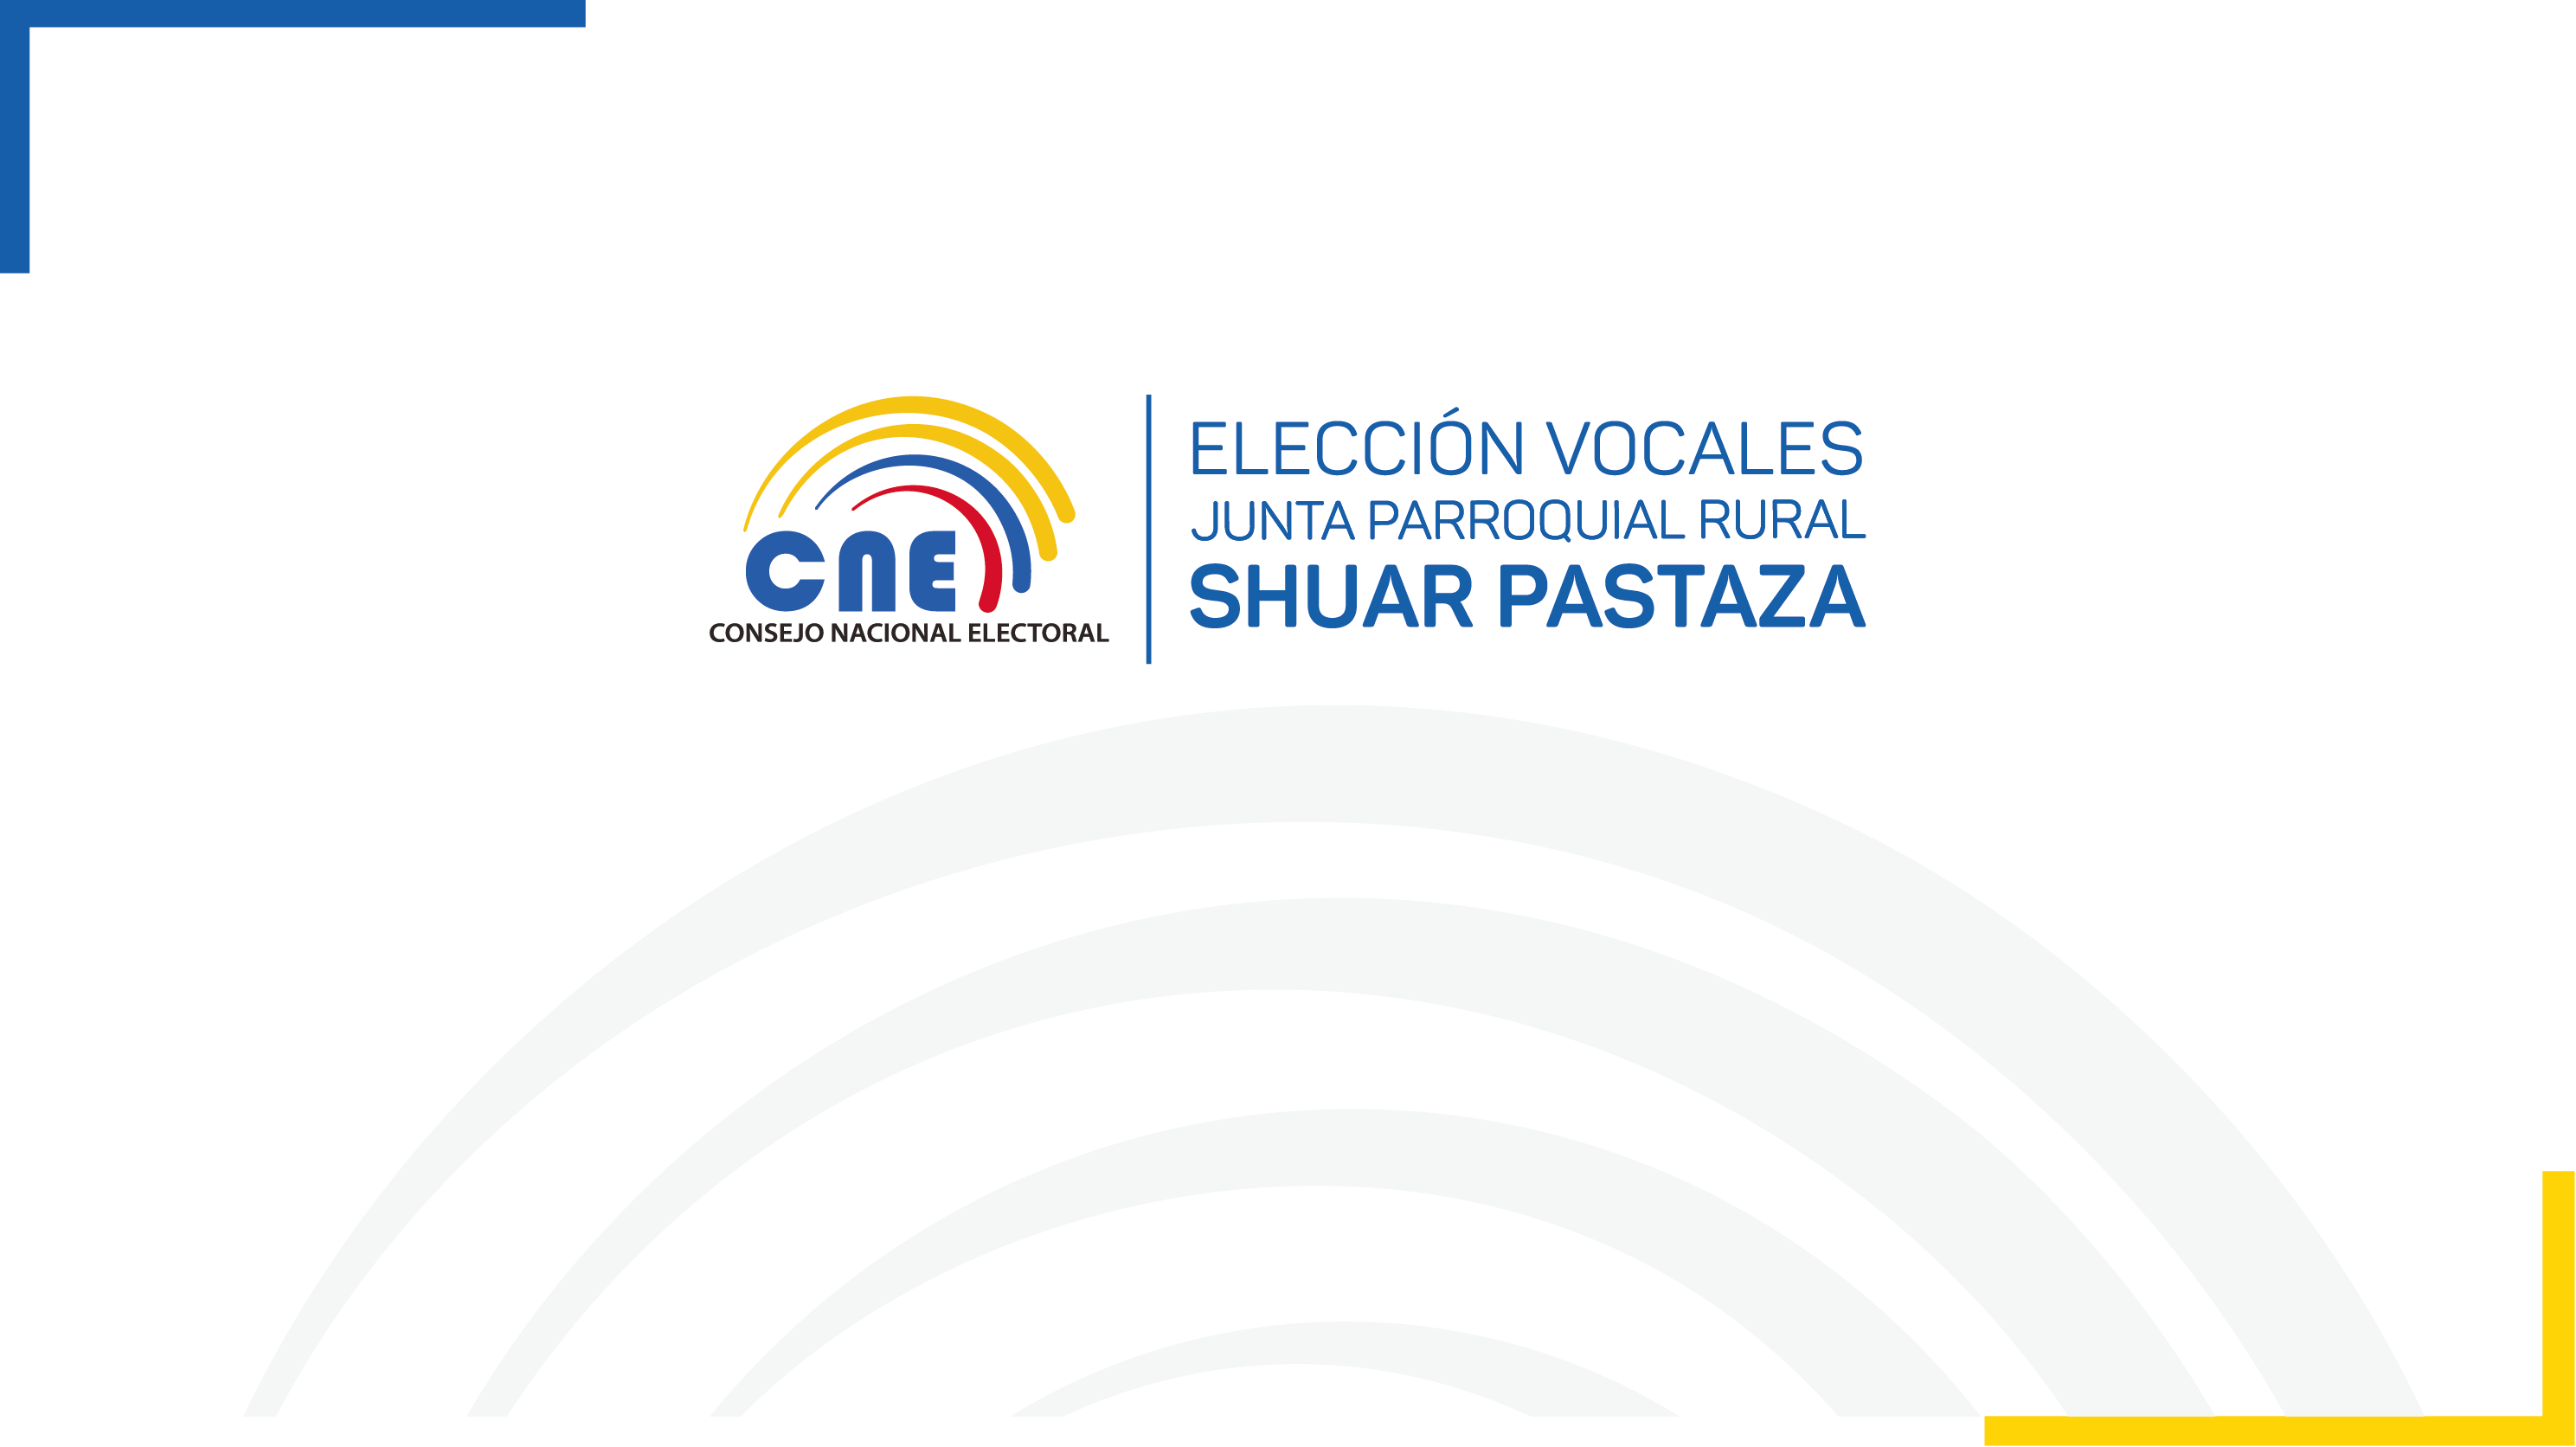 CNE
CONSEJO NACIONAL ELECTORAL
ELECCIÓN VOCALES
JUNTA PARROQUIAL RURAL
SHUAR PASTAZA